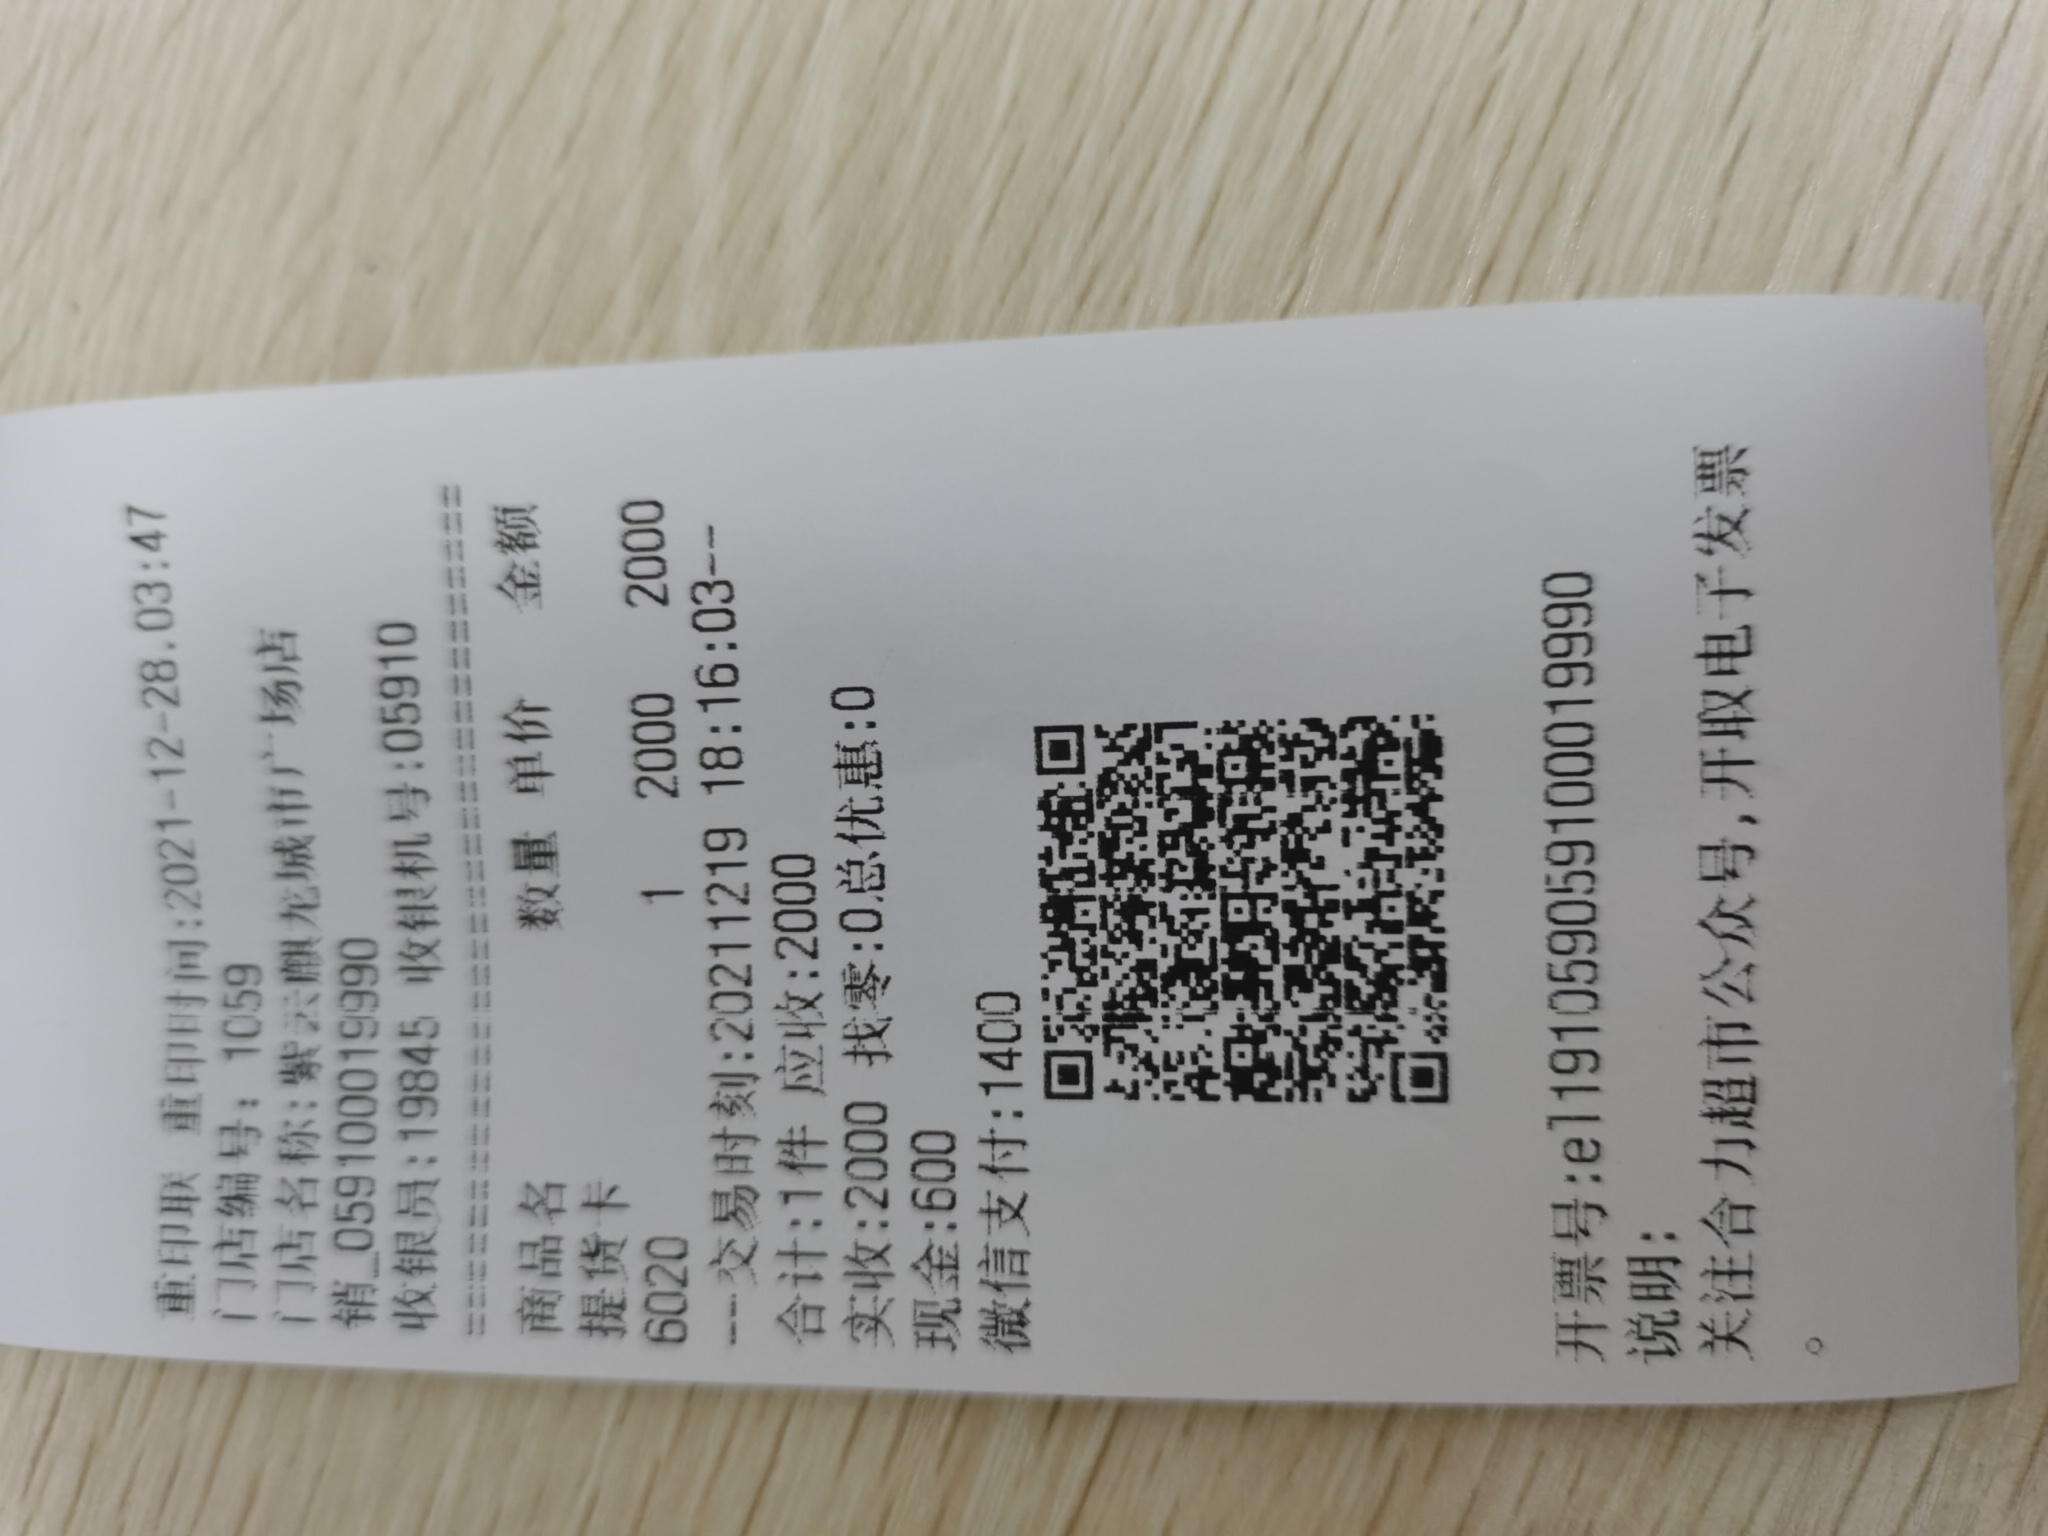 重印联 重印时间:2021-12-28.03:47
门店编号: 1059
门店名称:紫云麒龙城市广场店
销_0591000019990
收银员:19845 收银机号:05910
================================
商品名 数量 单价 金额
提货卡
6020 1 2000 2000
---交易时刻:20211219 18:16:03--
合计:1件 应收:2000
实收:2000 找零:0总优惠:0
现金:600
微信支付:1400
开票号:el1910590591000019990
说明:
关注合力超市公众号,开取电子发票
。